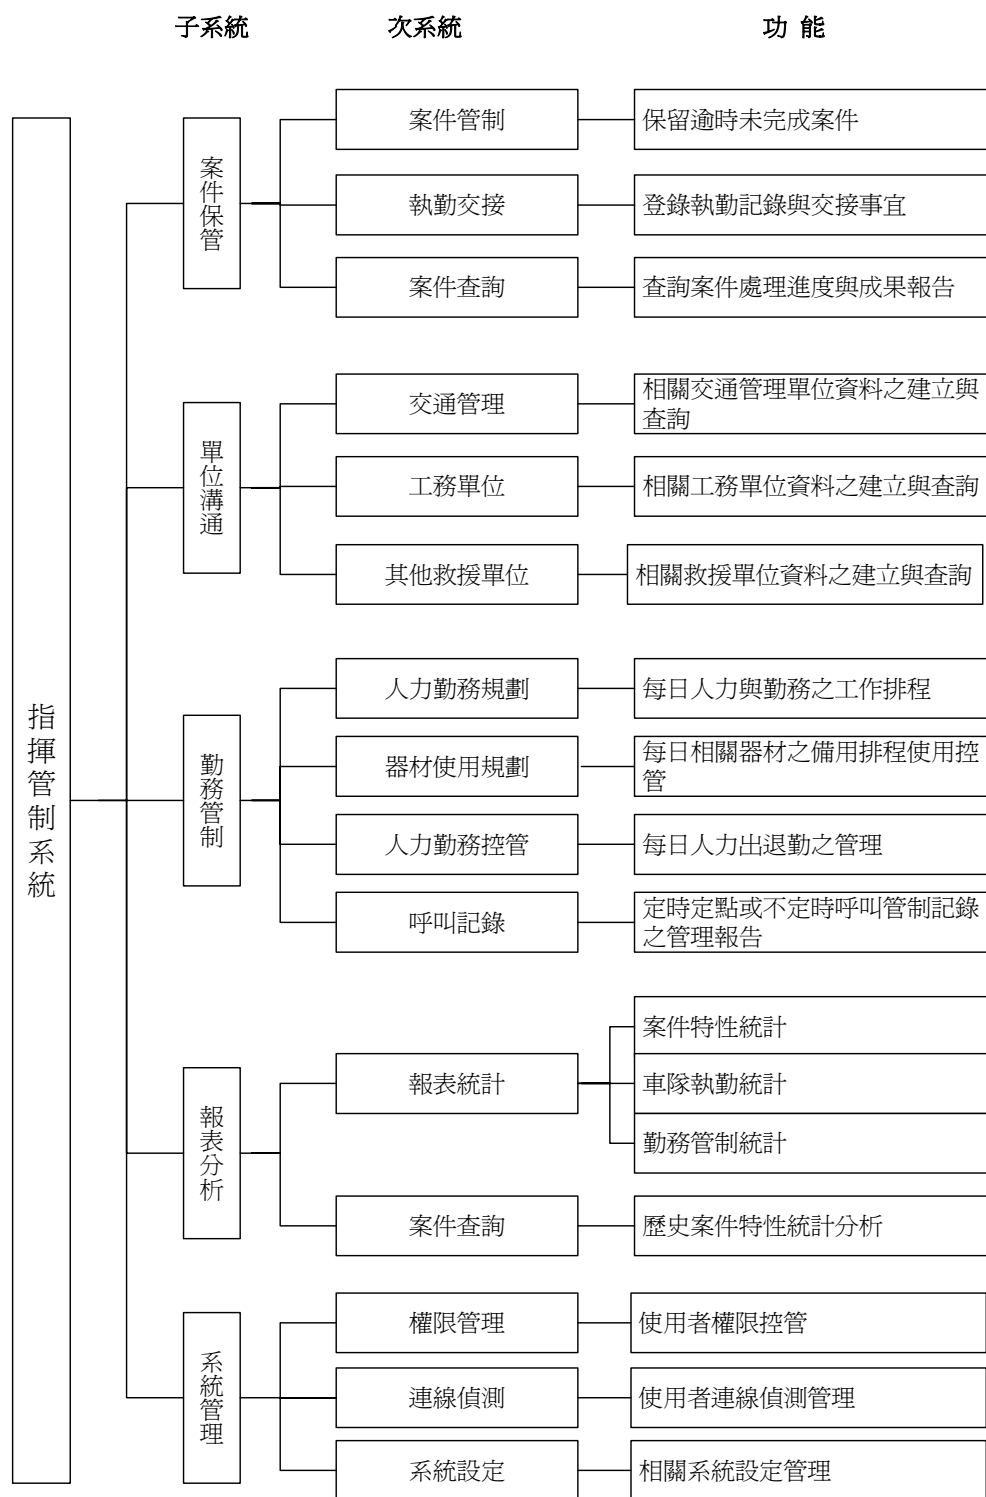 子系統
次系統
功 能
指揮管制系統
案件保管
案件管制
保留逾時未完成案件
執勤交接
登錄執勤記錄與交接事宜
案件查詢
查詢案件處理進度與成果報告
單位溝通
交通管理
相關交通管理單位資料之建立與
查詢
工務單位
相關工務單位資料之建立與查詢
其他救援單位
相關救援單位資料之建立與查詢
勤務管制
人力勤務規劃
每日人力與勤務之工作排程
器材使用規劃
每日相關器材之備用排程使用控
管
人力勤務控管
每日人力出退勤之管理
呼叫記錄
定時定點或不定時呼叫管制記錄
之管理報告
報表分析
報表統計
案件特性統計
車隊執勤統計
勤務管制統計
案件查詢
歷史案件特性統計分析
系統管理
權限管理
使用者權限控管
連線偵測
使用者連線偵測管理
系統設定
相關系統設定管理